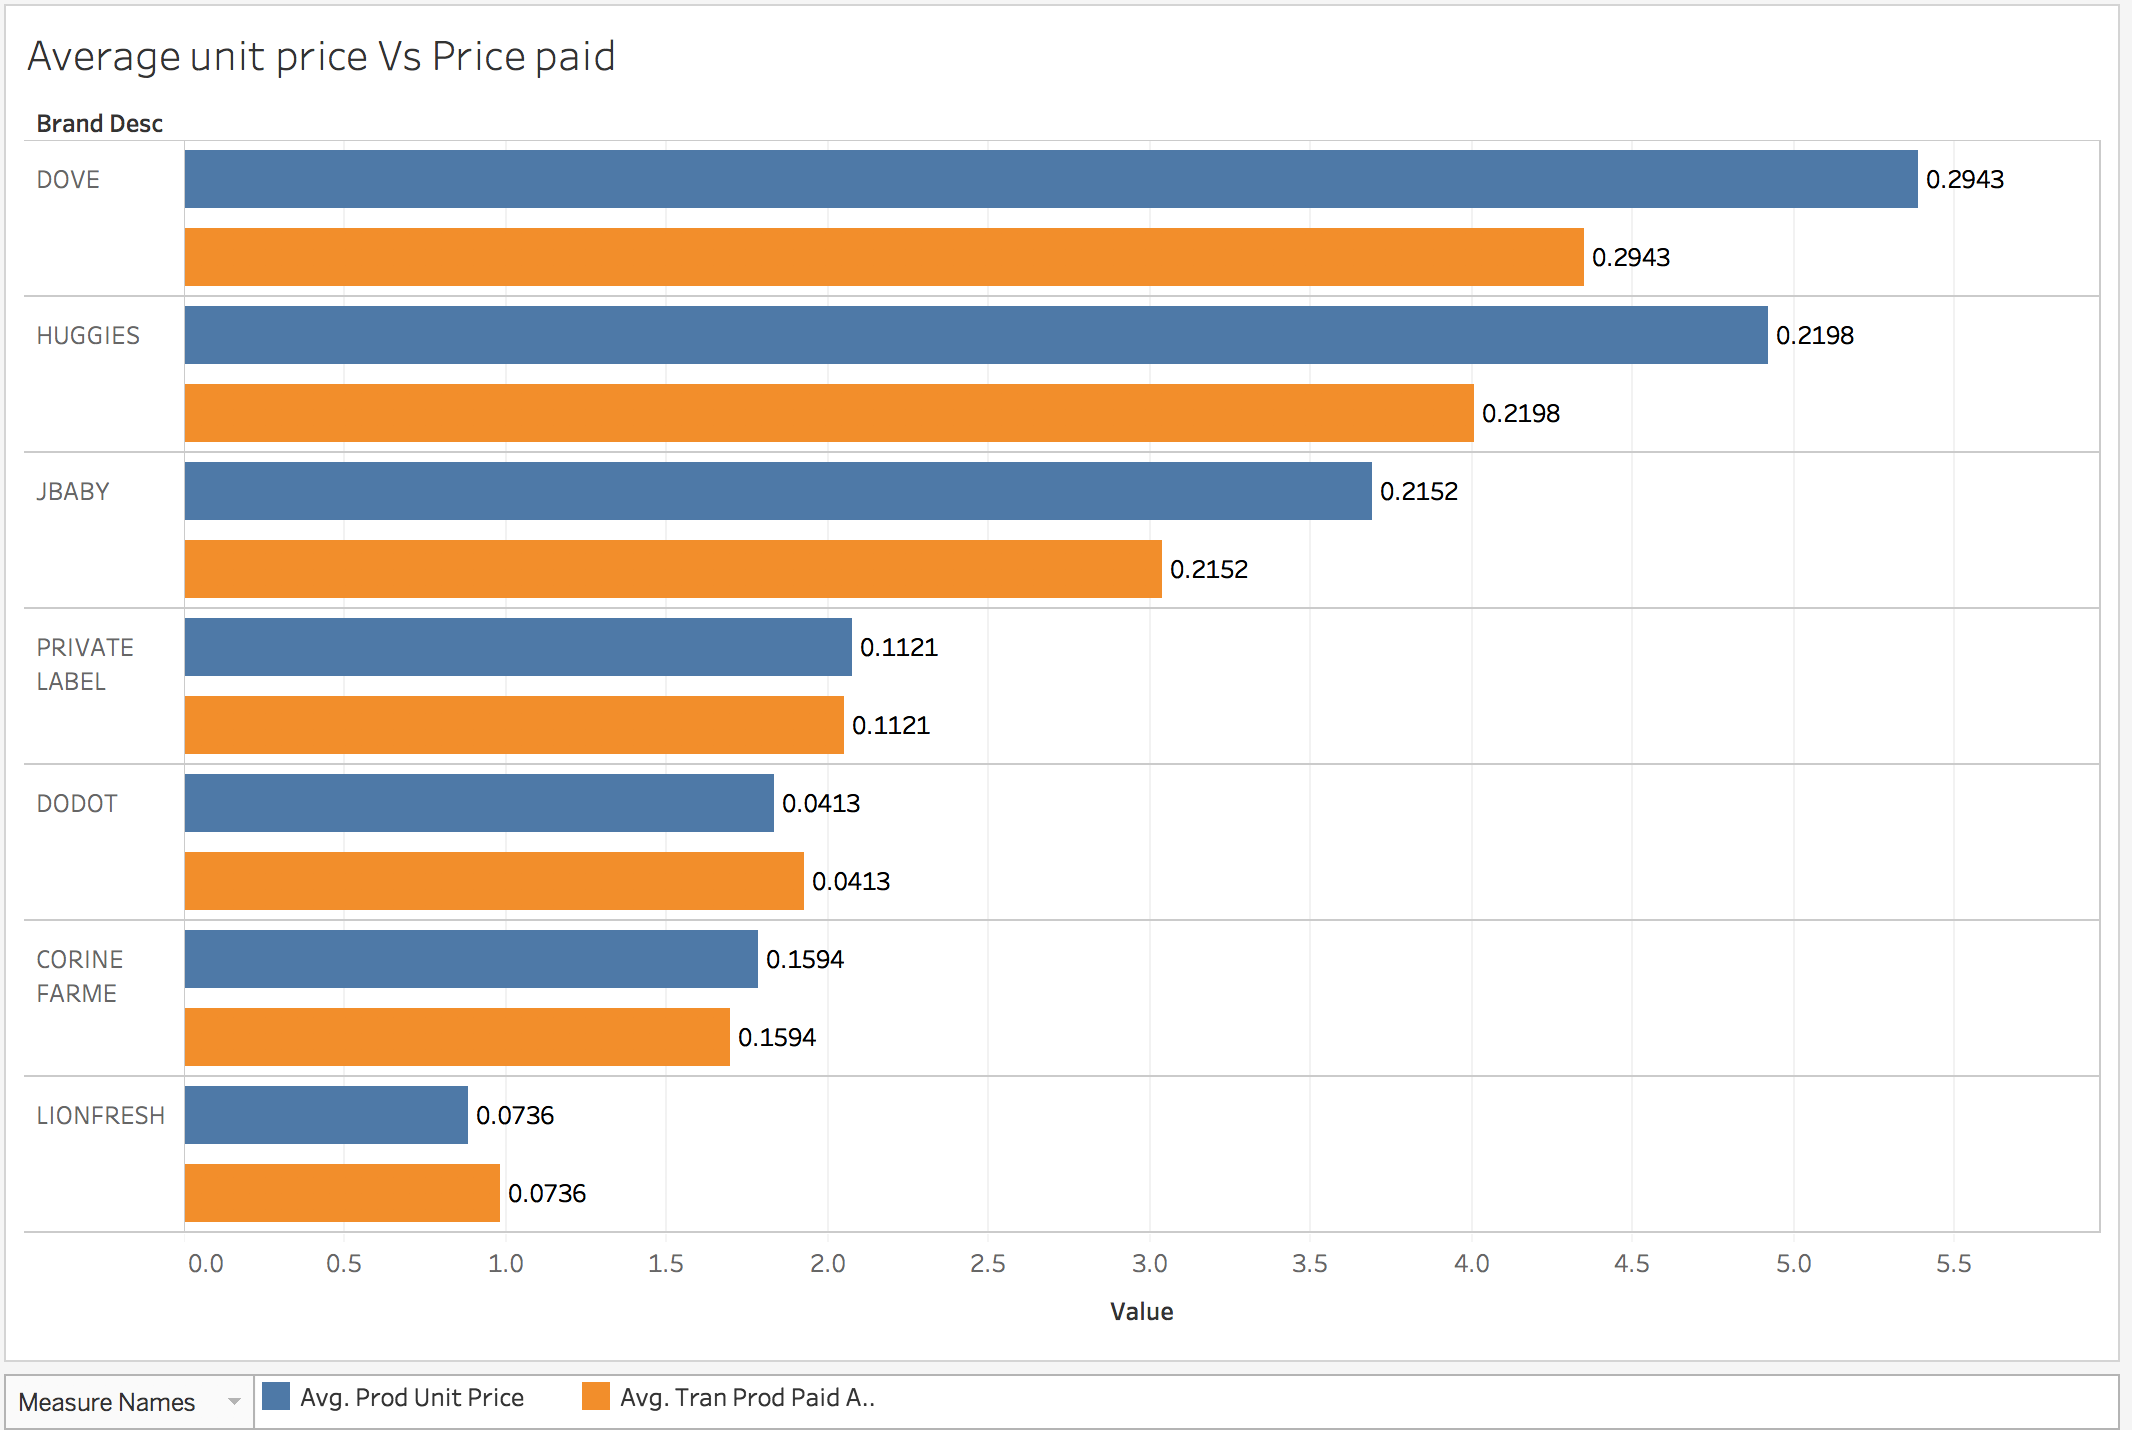 Average unit price Vs Price paid
Brand Desc
DOVE
0.2943
0.2943
HUGGIES
0.2198
0.2198
JBABY
0.2152
0.2152
PRIVATE
LABEL
0.1121
0.1121
DODOT
0.0413
0.0413
CORINE
FARME
0.1594
0.1594
LIONFRESH
0.0736
0.0736
0.0 0.5 1.0 1.5 2.0 2.5 3.0 3.5 4.0 4.5 5.0 5.5
Value
Measure Names Avg. Prod Unit Price Avg. Tran Prod Paid A..